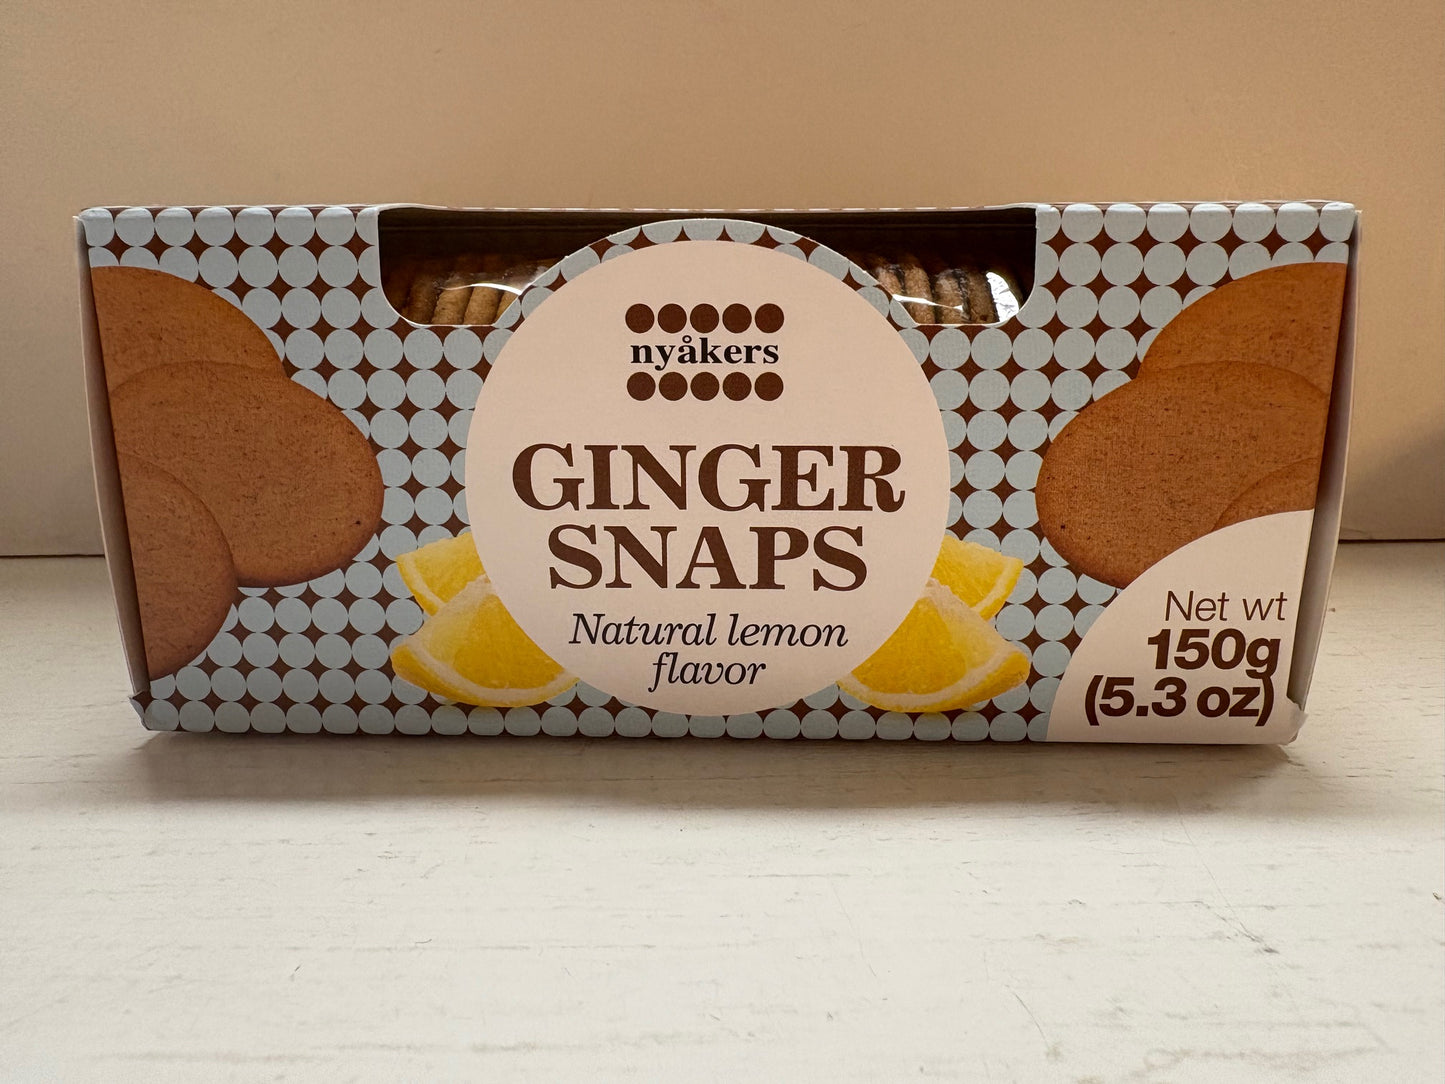 nyåkers
GINGER
SNAPS
Natural lemon
flavor
Net wt
150g
(5.3 oz)